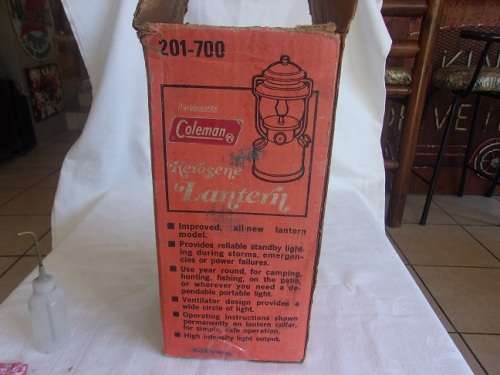 201-700
Coleman
Kerosene
Lantern
■ Improved, all-new lantern
model.
■ Provides reliable standby light-
ing during storms, emergen-
cies or power failures.
■ Use year round, for camping,
hunting, fishing, on the patio,
or wherever you need a de-
pendable portable light.
■ Ventilator design provides a
wide circle of light.
■ Operating instructions shown
permanently on lantern collar,
for simple, safe operation.
■ High intensity light output.